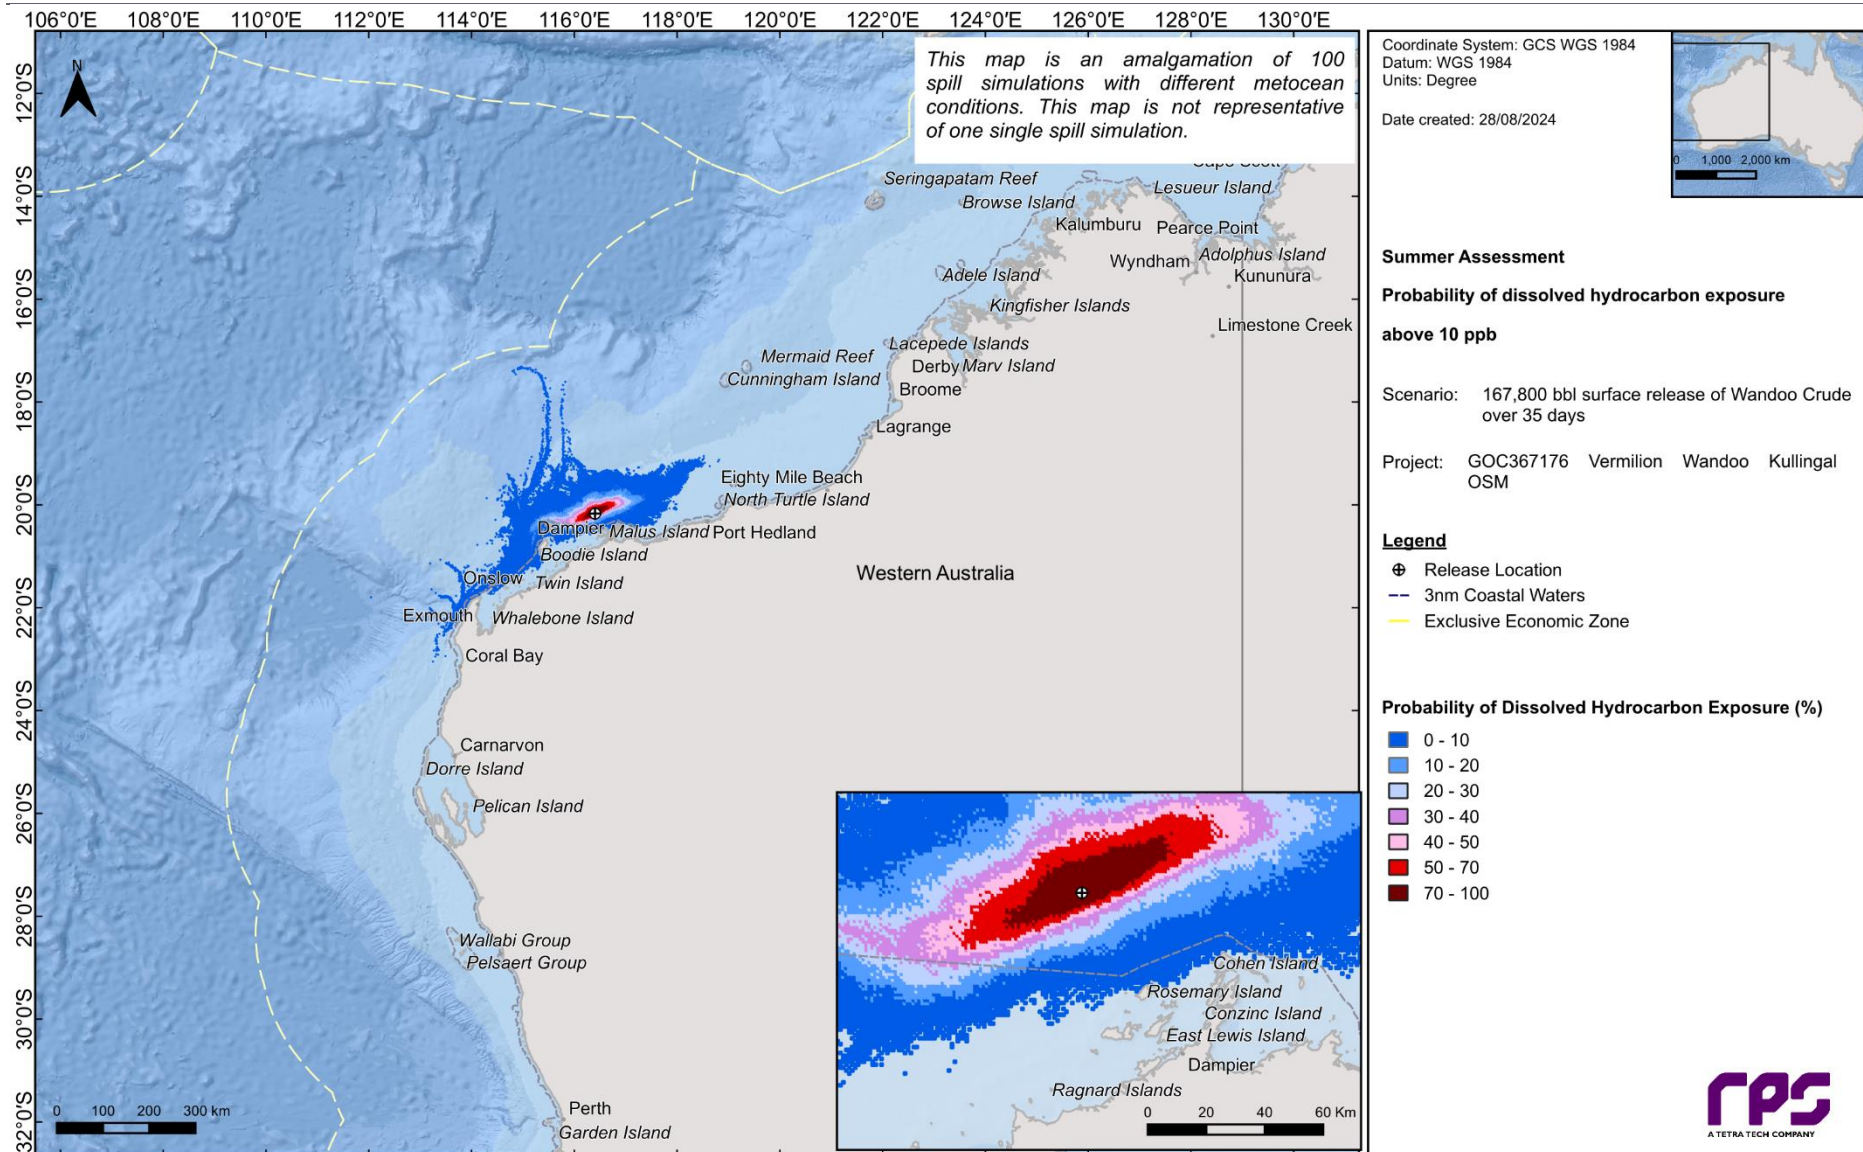 106°0'E 108°0'E 110°0'E 112°0'E 114°0'E 116°0'E 118°0'E 120°0'E 122°0'E 124°0'E 126°0'E 128°0'E 130°0'E
N
12°0'S
14°0'S
16°0'S
18°0'S
20°0'S
22°0'S
24°0'S
26°0'S
28°0'S
30°0'S
32°0'S
This map is an amalgamation of 100
spill simulations with different metocean
conditions. This map is not representative
of one single spill simulation.
Cape Scott
Seringapatam Reef
Lesueur Island
Browse Island
Kalumburu
Pearce Point
Adolphus Island
Wyndham
Kununura
Adele Island
Kingfisher Islands
Limestone Creek
Lacepede Islands
Mermaid Reef
Derby
Marv Island
Cunningham Island
Broome
Lagrange
Eighty Mile Beach
North Turtle Island
Dampier
Malus Island
Port Hedland
Boodie Island
Western Australia
Onslow
Twin Island
Exmouth
Whalebone Island
Coral Bay
Carnarvon
Dorre Island
Pelican Island
Wallabi Group
Pelsaert Group
Perth
Garden Island
0 100 200 300 km
Cohen Island
Rosemary Island
Conzinc Island
East Lewis Island
Dampier
Ragnard Islands
0 20 40 60 Km
Coordinate System: GCS WGS 1984
Datum: WGS 1984
Units: Degree
Date created: 28/08/2024
0 1,000 2,000 km
Summer Assessment
Probability of dissolved hydrocarbon exposure
above 10 ppb
Scenario: 167,800 bbl surface release of Wandoo Crude
over 35 days
Project: GOC367176 Vermilion Wandoo Kullingal
OSM
Legend
Release Location
3nm Coastal Waters
Exclusive Economic Zone
Probability of Dissolved Hydrocarbon Exposure (%)
0 - 10
10 - 20
20 - 30
30 - 40
40 - 50
50 - 70
70 - 100
rps
A TETRA TECH COMPANY